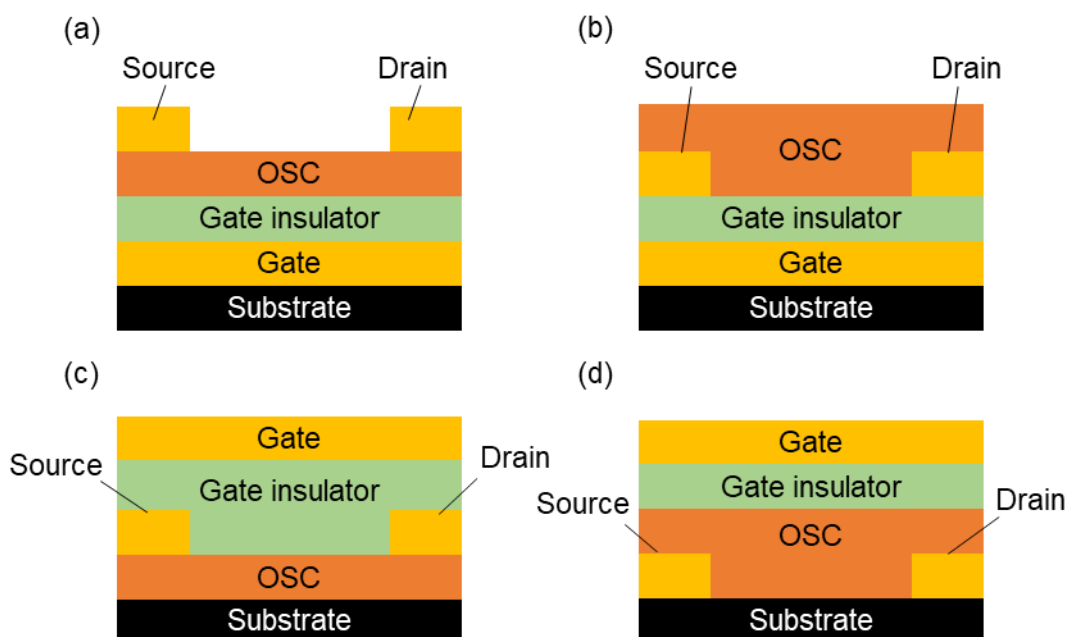 (a)
Source
Drain
OSC
Gate insulator
Gate
Substrate
(b)
Source
Drain
OSC
Gate insulator
Gate
Substrate
(c)
Gate
Source
Drain
Gate insulator
OSC
Substrate
(d)
Gate
Gate insulator
Source
Drain
OSC
Substrate